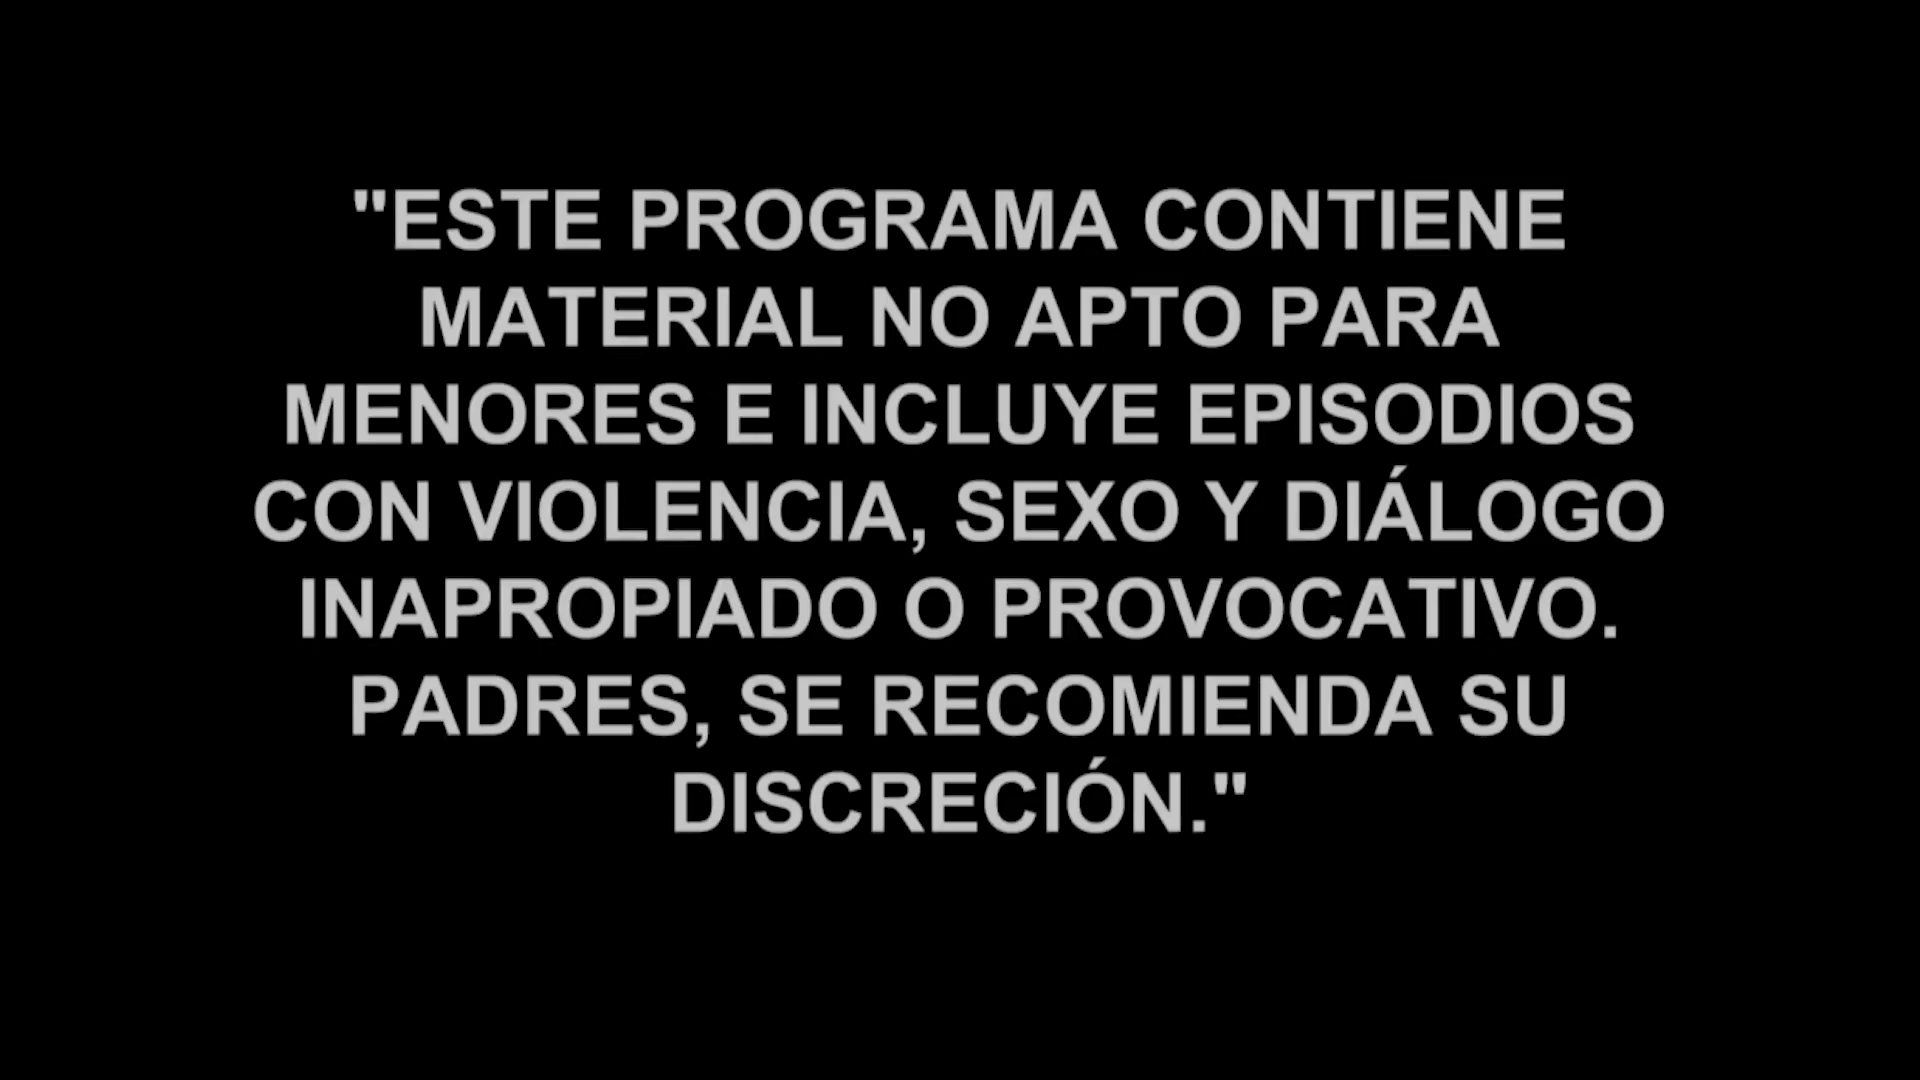 "ESTE PROGRAMA CONTIENE
MATERIAL NO APTO PARA
MENORES E INCLUYE EPISODIOS
CON VIOLENCIA, SEXO Y DIÁLOGO
INAPROPIADO O PROVOCATIVO.
PADRES, SE RECOMIENDA SU
DISCRECIÓN."